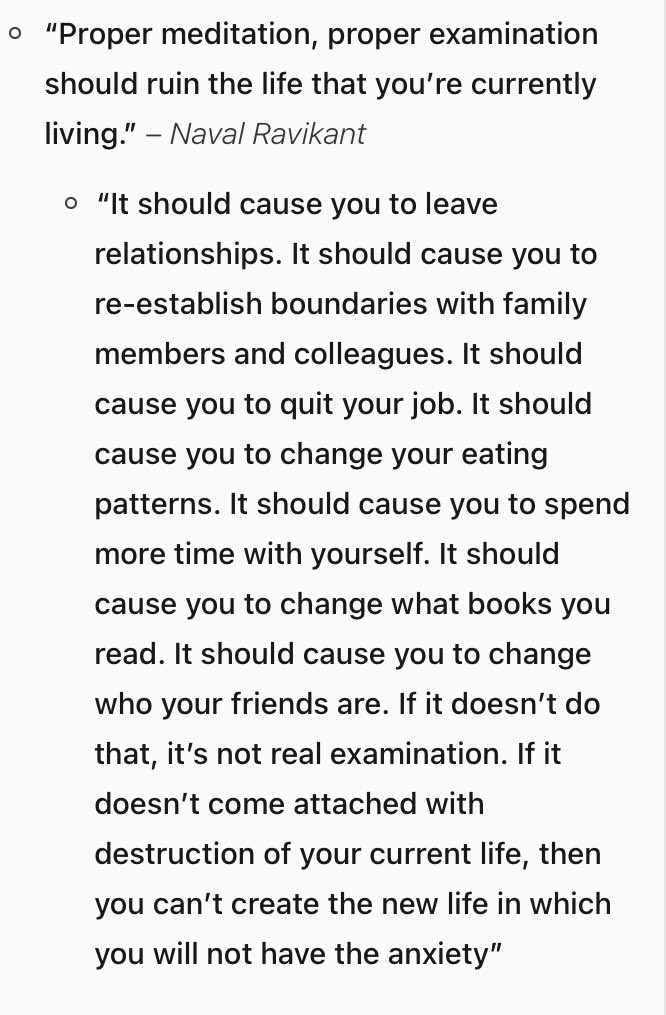 “Proper meditation, proper examination
should ruin the life that you’re currently
living.” – Naval Ravikant
“It should cause you to leave
relationships. It should cause you to
re-establish boundaries with family
members and colleagues. It should
cause you to quit your job. It should
cause you to change your eating
patterns. It should cause you to spend
more time with yourself. It should
cause you to change what books you
read. It should cause you to change
who your friends are. If it doesn’t do
that, it’s not real examination. If it
doesn’t come attached with
destruction of your current life, then
you can’t create the new life in which
you will not have the anxiety”